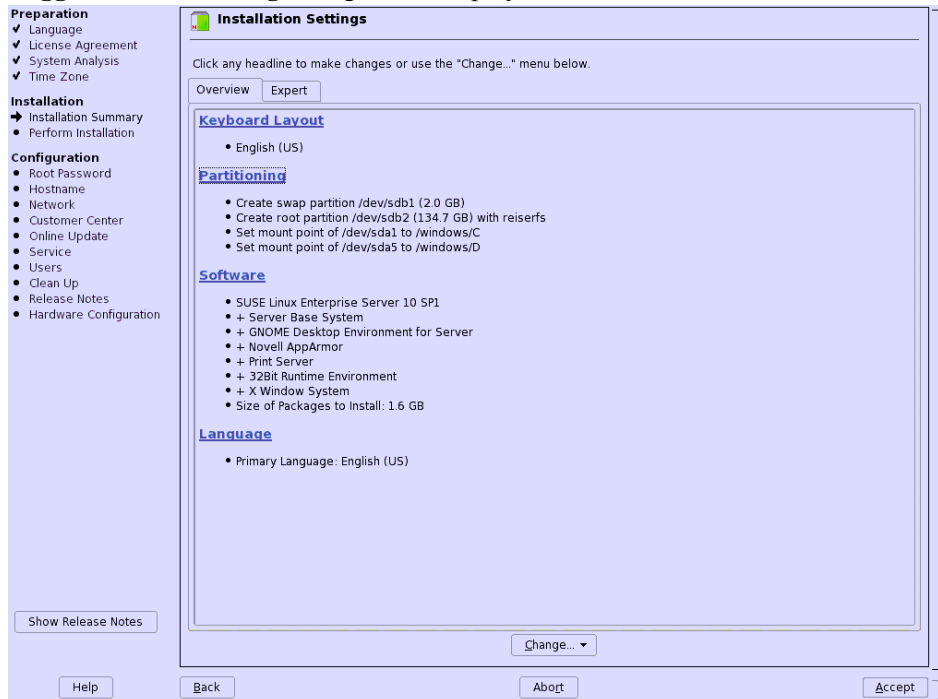 Preparation
Language
License Agreement
System Analysis
Time Zone
Installation
Installation Summary
Perform Installation
Configuration
Root Password
Hostname
Network
Customer Center
Online Update
Service
Users
Clean Up
Release Notes
Hardware Configuration
Show Release Notes
Installation Settings
Click any headline to make changes or use the "Change..." menu below.
Overview Expert
Keyboard Layout
• English (US)
Partitioning
• Create swap partition /dev/sdb1 (2.0 GB)
• Create root partition /dev/sdb2 (134.7 GB) with reiserfs
• Set mount point of /dev/sda1 to /windows/C
• Set mount point of /dev/sda5 to /windows/D
Software
• SUSE Linux Enterprise Server 10 SP1
• + Server Base System
• + GNOME Desktop Environment for Server
• + Novell AppArmor
• + Print Server
• + 32Bit Runtime Environment
• + X Window System
• Size of Packages to Install: 1.6 GB
Language
• Primary Language: English (US)
Change...
Help Back Abort Accept